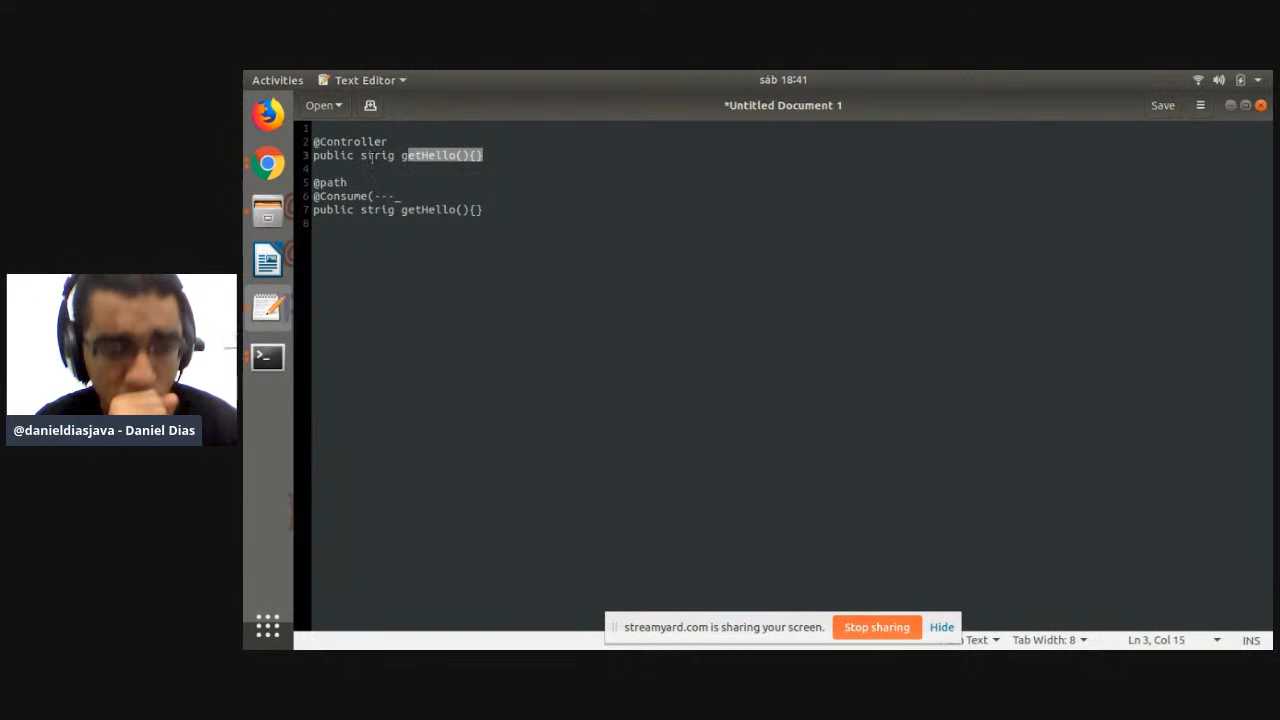 Activities Text Editor sáb 18:41
Open *Untitled Document 1 Save
1
2 @Controller
3 public strig getHello(){}
4
5 @path
6 @Consume(---_
7 public strig getHello(){}
8
@danieldiasjava - Daniel Dias
streamyard.com is sharing your screen. Stop sharing Hide
Text Tab Width: 8 Ln 3, Col 15 INS